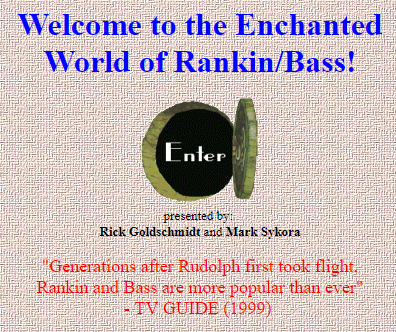 Welcome to the Enchanted
World of Rankin/Bass!
Enter
presented by:
Rick Goldschmidt and Mark Sykora
"Generations after Rudolph first took flight,
Rankin and Bass are more popular than ever"
- TV GUIDE (1999)